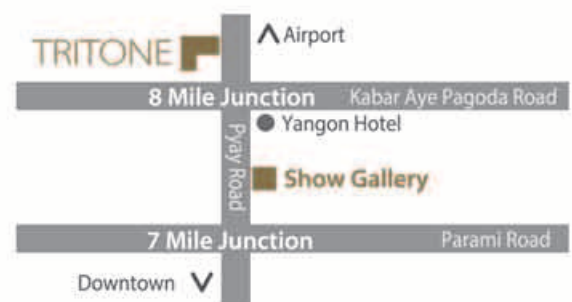 Airport
TRITONE
8 Mile Junction Kabar Aye Pagoda Road
Yangon Hotel
Pyay Road
Show Gallery
7 Mile Junction Parami Road
Downtown